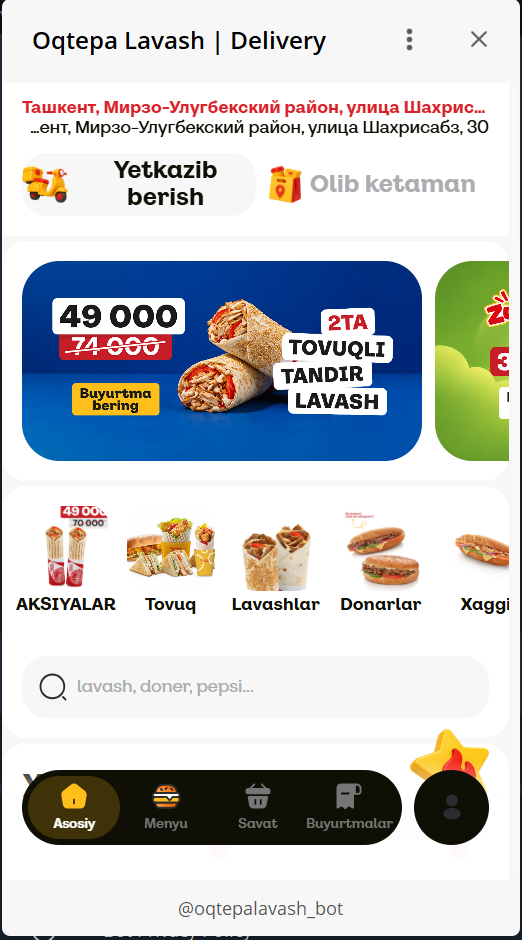 Oqtepa Lavash | Delivery
Ташкент, Мирзо-Улугбекский район, улица Шахрис...
...ент, Мирзо-Улугбекский район, улица Шахрисабз, 30
Yetkazib
berish
Olib ketaman
49 000
74 000
Buyurtma
bering
2TA
TOVUQLI
TANDIR
LAVASH
49 000
70 000
AKSIYALAR
Tovuq
Lavashlar
Donarlar
Xaggi
lavash, doner, pepsi...
Asosiy
Menyu
Savat
Buyurtmalar
@oqtepalavash_bot